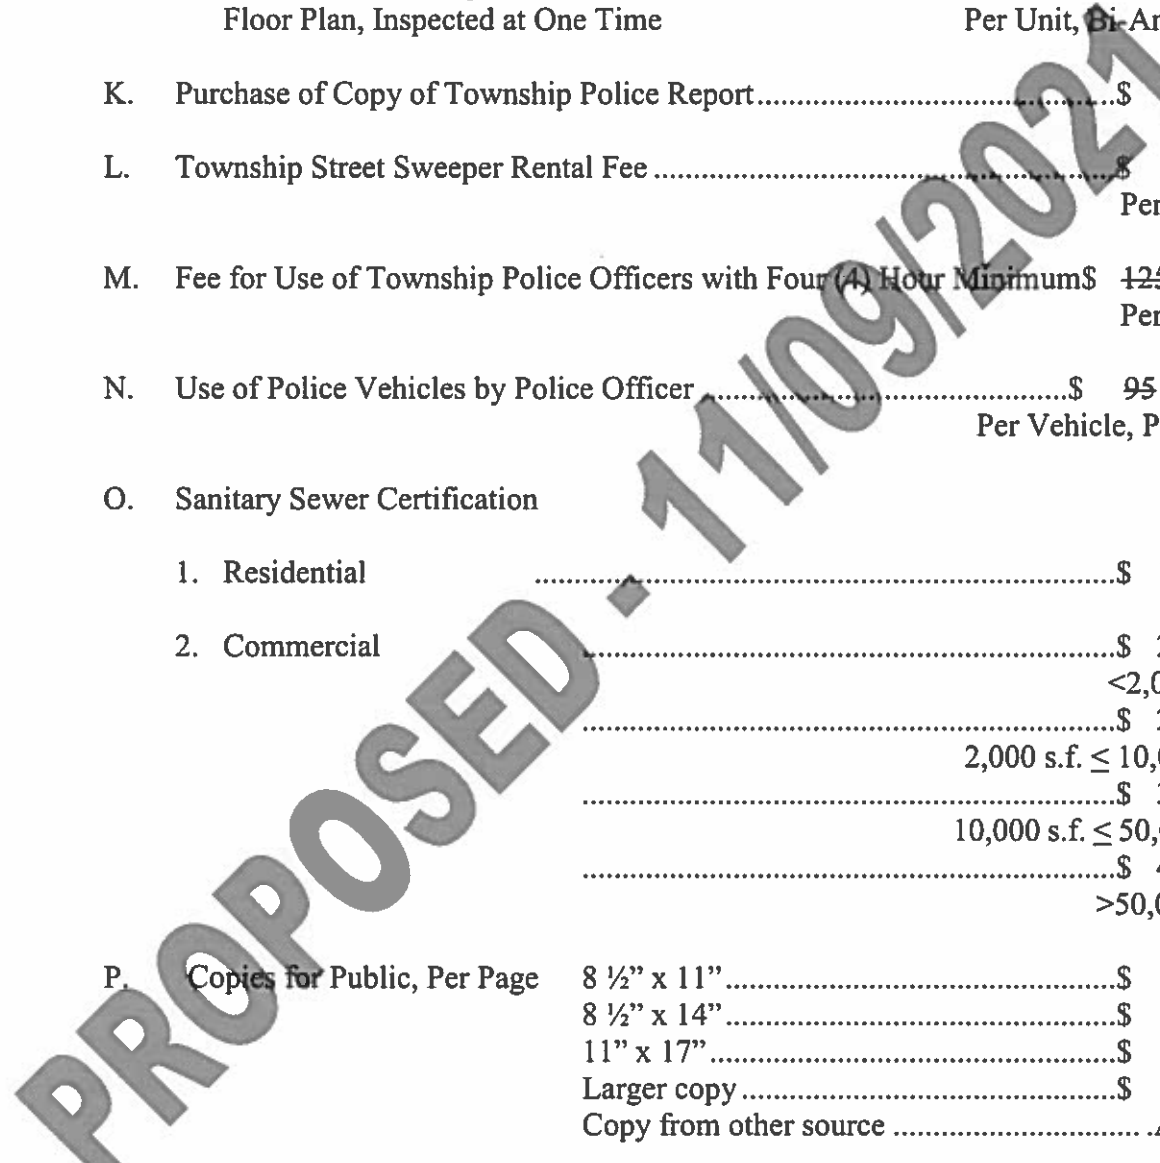 Floor Plan, Inspected at One Time Per Unit,
K. Purchase of Copy of Township Police Report..............................................$
L. Township Street Sweeper Rental Fee ...........................................................$
Per
M. Fee for Use of Township Police Officers with Four (4) Hour Minimum$ 125
Per
N. Use of Police Vehicles by Police Officer ...............................................$ 95
Per Vehicle,
O. Sanitary Sewer Certification
1. Residential ..........................................................................$
2. Commercial ....................................................................$
<2,0
....................................................................$
2,000 s.f. ≤ 10,
....................................................................$
10,000 s.f. ≤ 50,
....................................................................$
>50,0
P. Copies for Public, Per Page 8 ½” x 11”..................................................$
8 ½” x 14”..................................................$
11” x 17”....................................................$
Larger copy ................................................$
Copy from other source ................................
PROPOSED - 11/09/2021